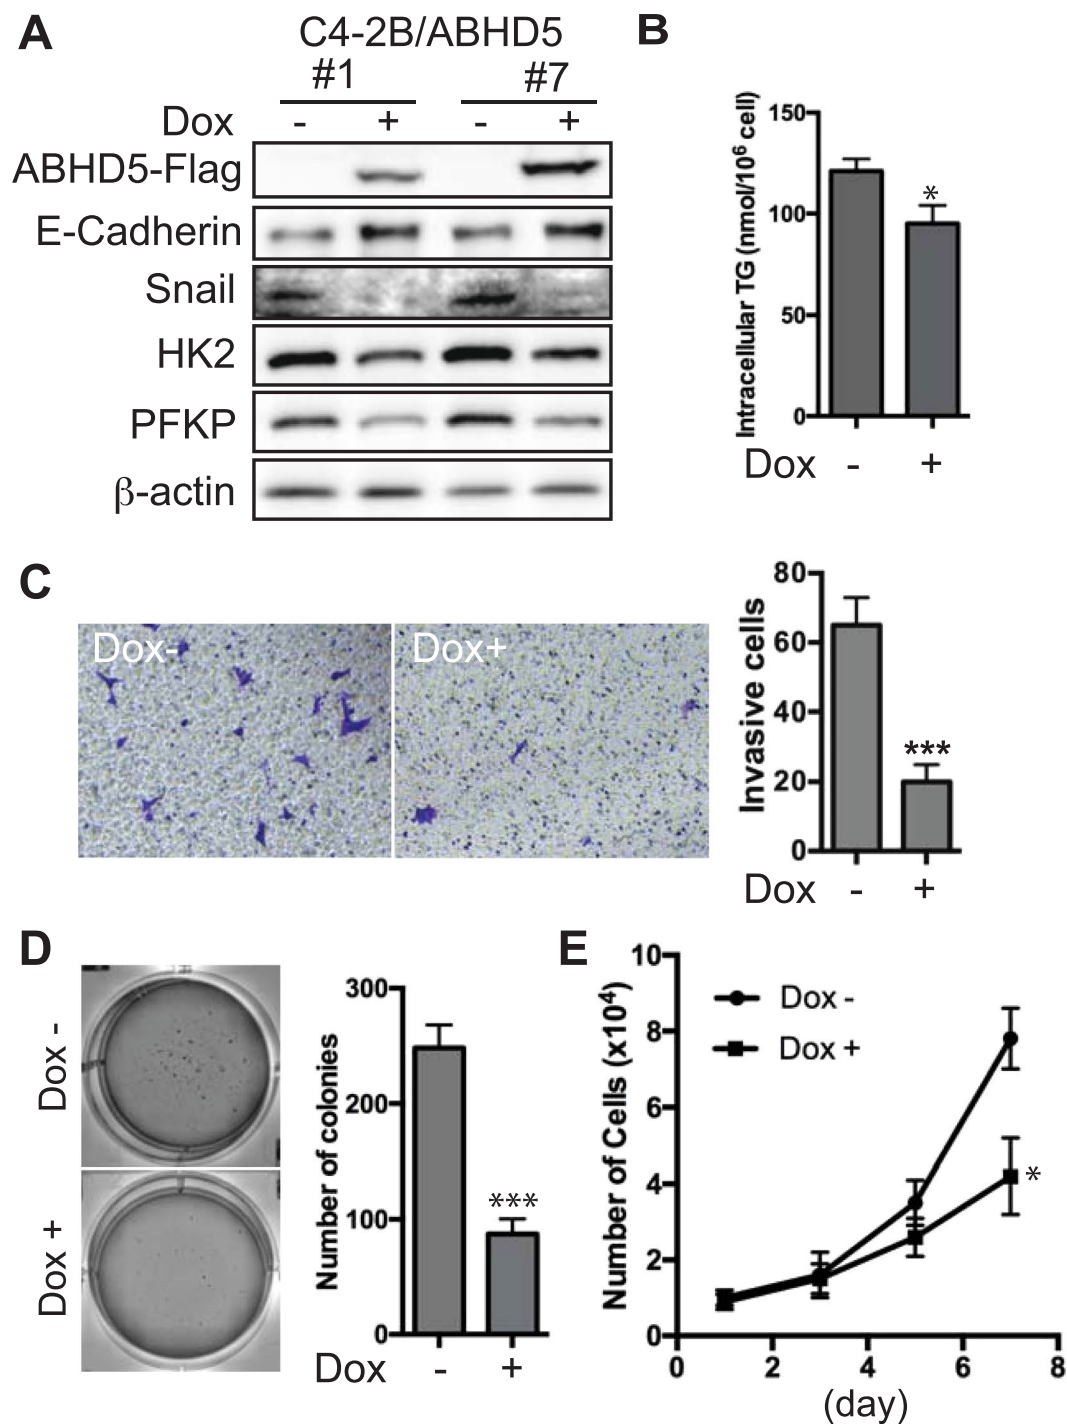 A
C4-2B/ABHD5
#1 #7
Dox - + - +
ABHD5-Flag
E-Cadherin
Snail
HK2
PFKP
β-actin
B
Intracellular TG (nmol/10⁶ cell)
150
100
50
0
*
Dox - +
C
Dox- Dox+
Invasive cells
80
60
40
20
0
***
Dox - +
D
Dox -
Dox +
Number of colonies
300
200
100
0
***
Dox - +
E
Number of Cells (x10⁴)
10
8
6
4
2
0
Dox -
Dox +
*
0 2 4 6 8
(day)